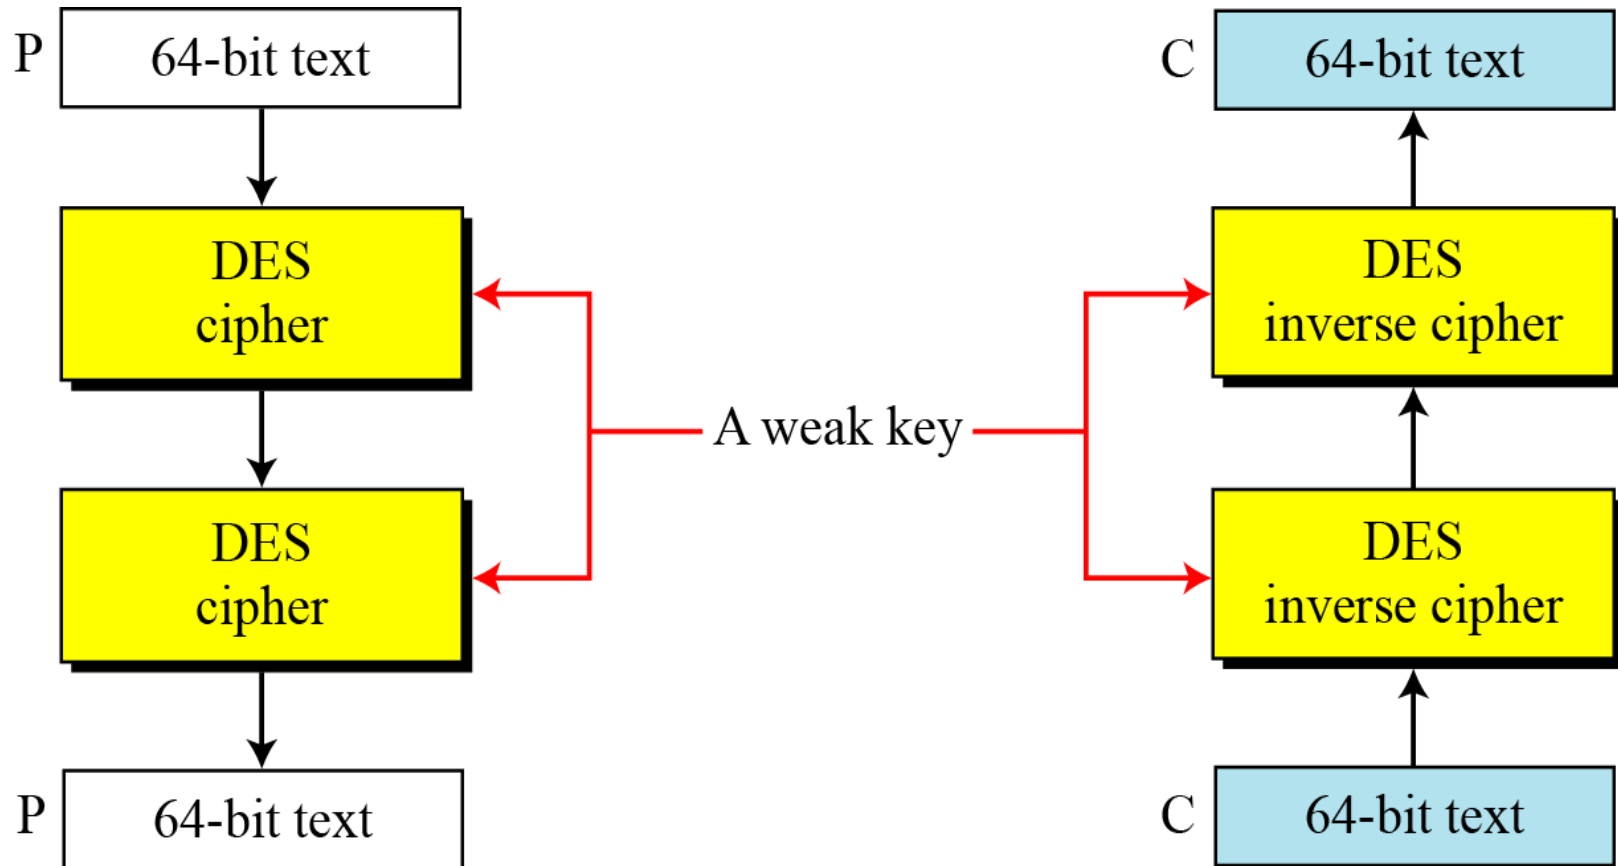 P
64-bit text
DES
cipher
DES
cipher
P
64-bit text
A weak key
C
64-bit text
DES
inverse cipher
DES
inverse cipher
C
64-bit text